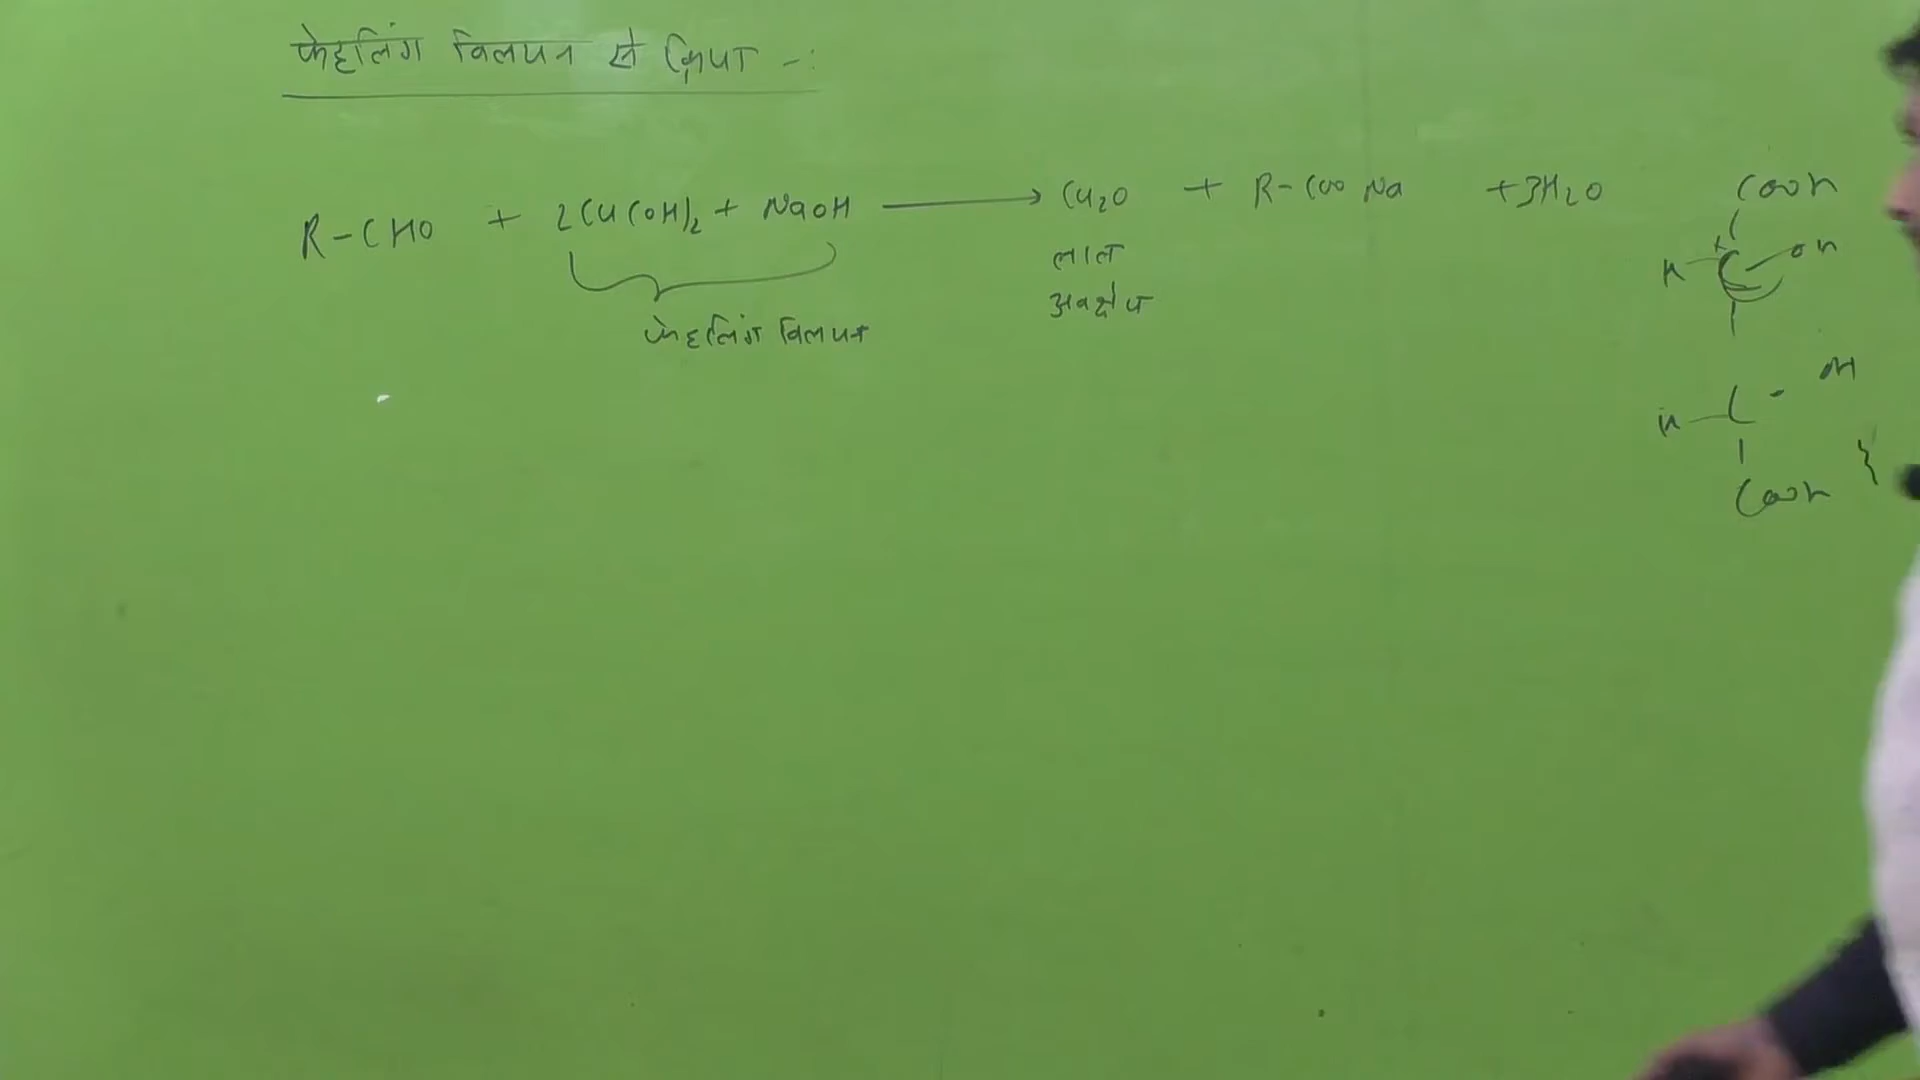 फेहलिंग विलयन से क्रिया -:
R-CHO + 2Cu(OH)₂ + NaOH ⟶ Cu₂O + R-COONa +3H₂O
लाल
अवक्षेप
फेहलिंग विलयन
COOH
H-C-OH
H-C-OH
COOH